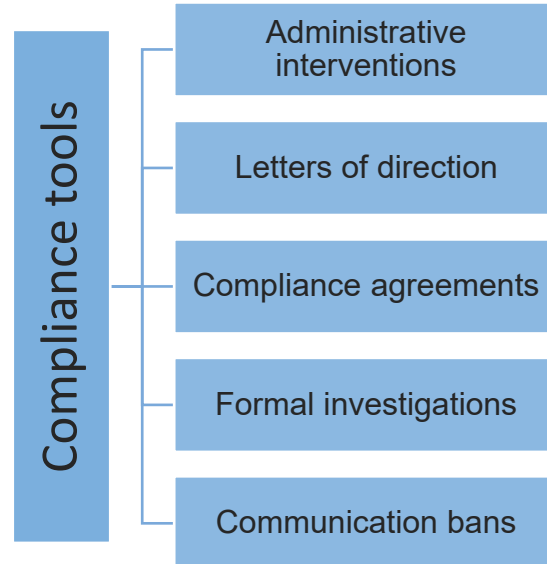 Compliance tools
Administrative
interventions
Letters of direction
Compliance agreements
Formal investigations
Communication bans